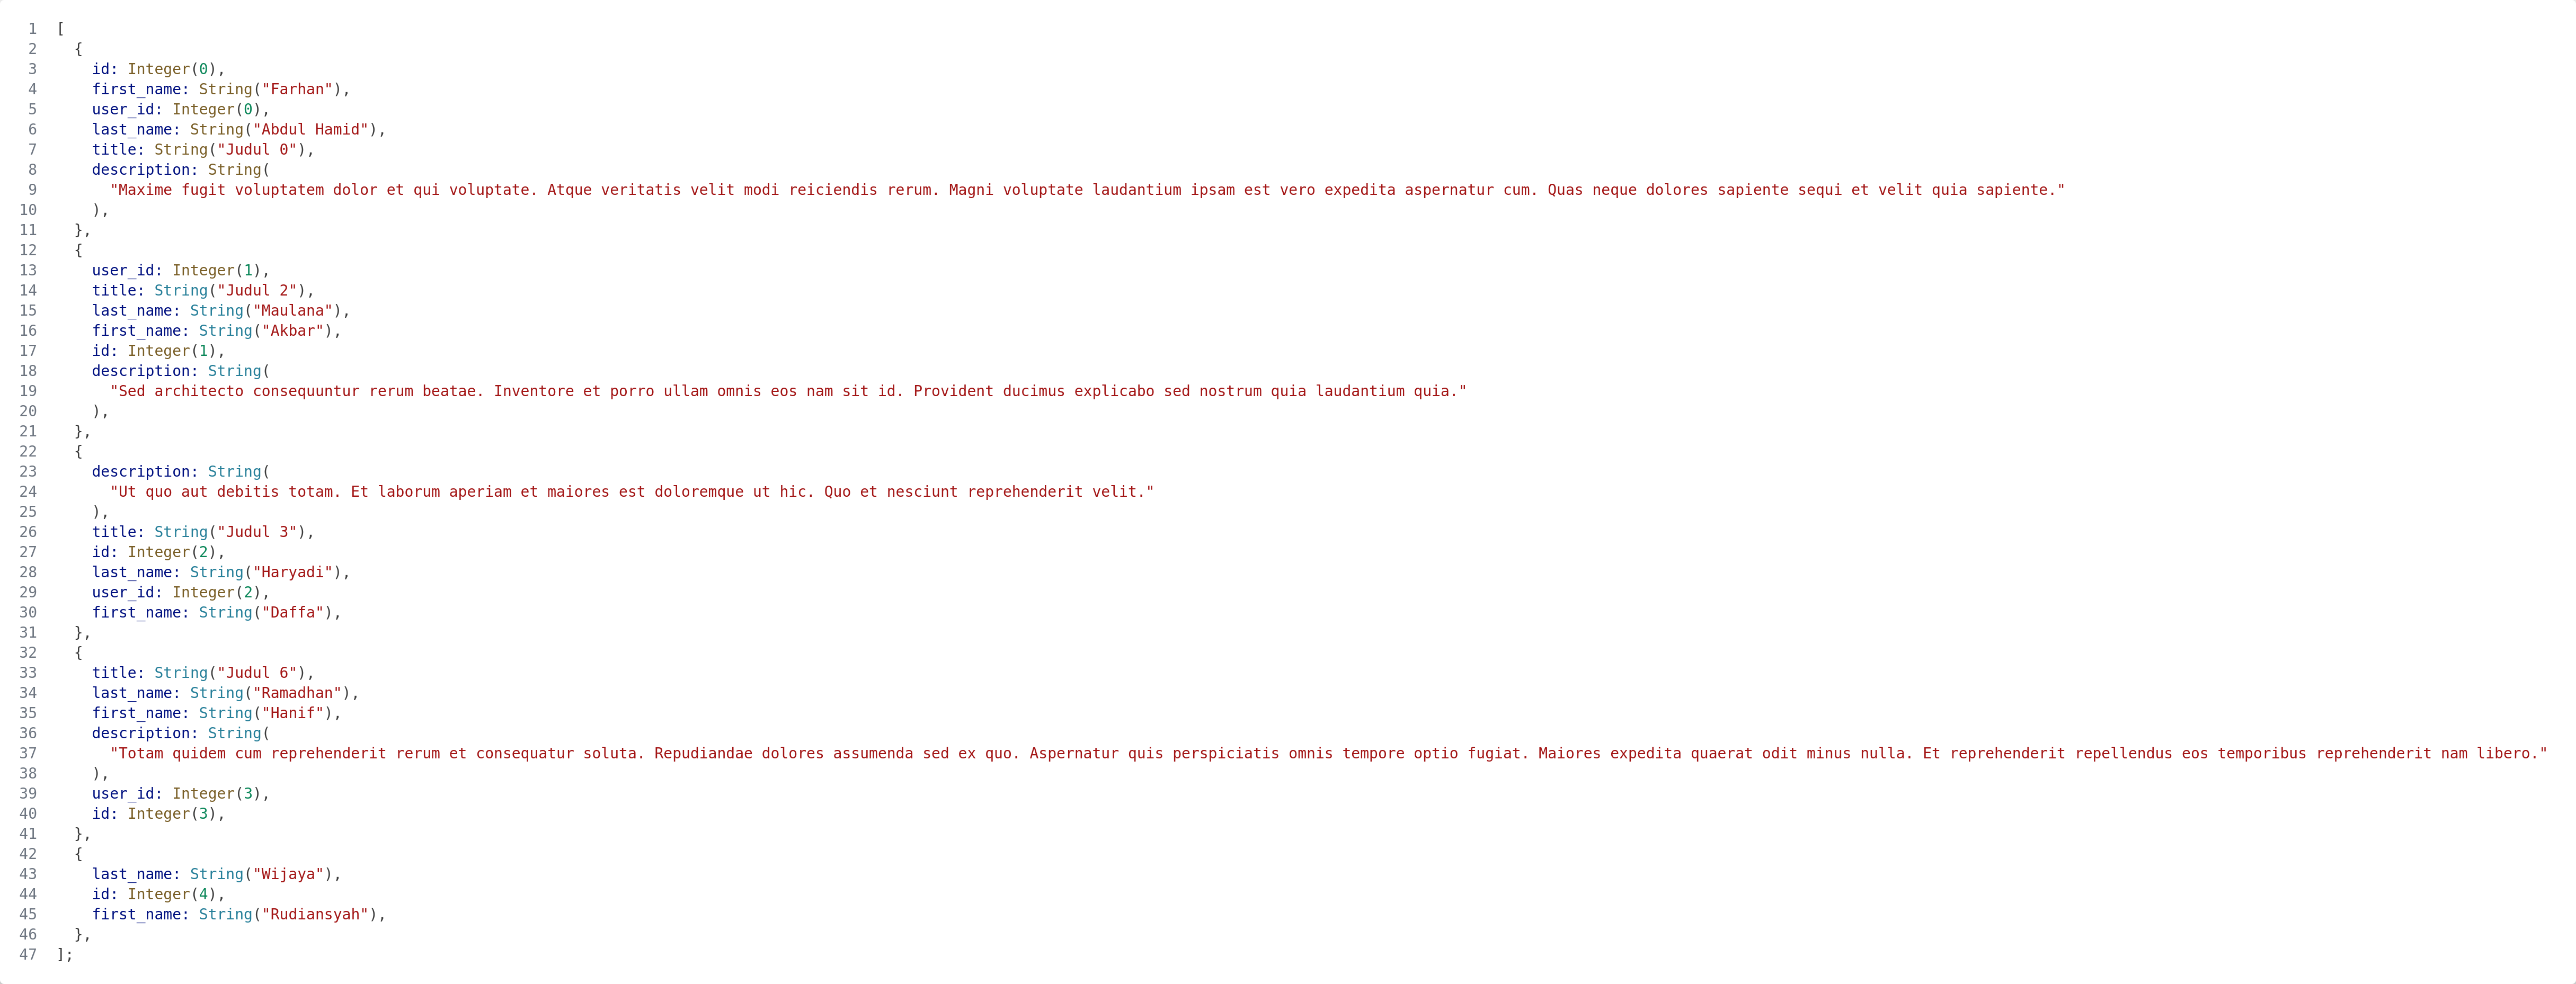 1 [
2 {
3 id: Integer(0),
4 first_name: String("Farhan"),
5 user_id: Integer(0),
6 last_name: String("Abdul Hamid"),
7 title: String("Judul 0"),
8 description: String(
9 "Maxime fugit voluptatem dolor et qui voluptate. Atque veritatis velit modi reiciendis rerum. Magni voluptate laudantium ipsam est vero expedita aspernatur cum. Quas neque dolores sapiente sequi et velit quia sapiente."
10 ),
11 },
12 {
13 user_id: Integer(1),
14 title: String("Judul 2"),
15 last_name: String("Maulana"),
16 first_name: String("Akbar"),
17 id: Integer(1),
18 description: String(
19 "Sed architecto consequuntur rerum beatae. Inventore et porro ullam omnis eos nam sit id. Provident ducimus explicabo sed nostrum quia laudantium quia."
20 ),
21 },
22 {
23 description: String(
24 "Ut quo aut debitis totam. Et laborum aperiam et maiores est doloremque ut hic. Quo et nesciunt reprehenderit velit."
25 ),
26 title: String("Judul 3"),
27 id: Integer(2),
28 last_name: String("Haryadi"),
29 user_id: Integer(2),
30 first_name: String("Daffa"),
31 },
32 {
33 title: String("Judul 6"),
34 last_name: String("Ramadhan"),
35 first_name: String("Hanif"),
36 description: String(
37 "Totam quidem cum reprehenderit rerum et consequatur soluta. Repudiandae dolores assumenda sed ex quo. Aspernatur quis perspiciatis omnis tempore optio fugiat. Maiores expedita quaerat odit minus nulla. Et reprehenderit repellendus eos temporibus reprehenderit nam libero."
38 ),
39 user_id: Integer(3),
40 id: Integer(3),
41 },
42 {
43 last_name: String("Wijaya"),
44 id: Integer(4),
45 first_name: String("Rudiansyah"),
46 },
47 ];